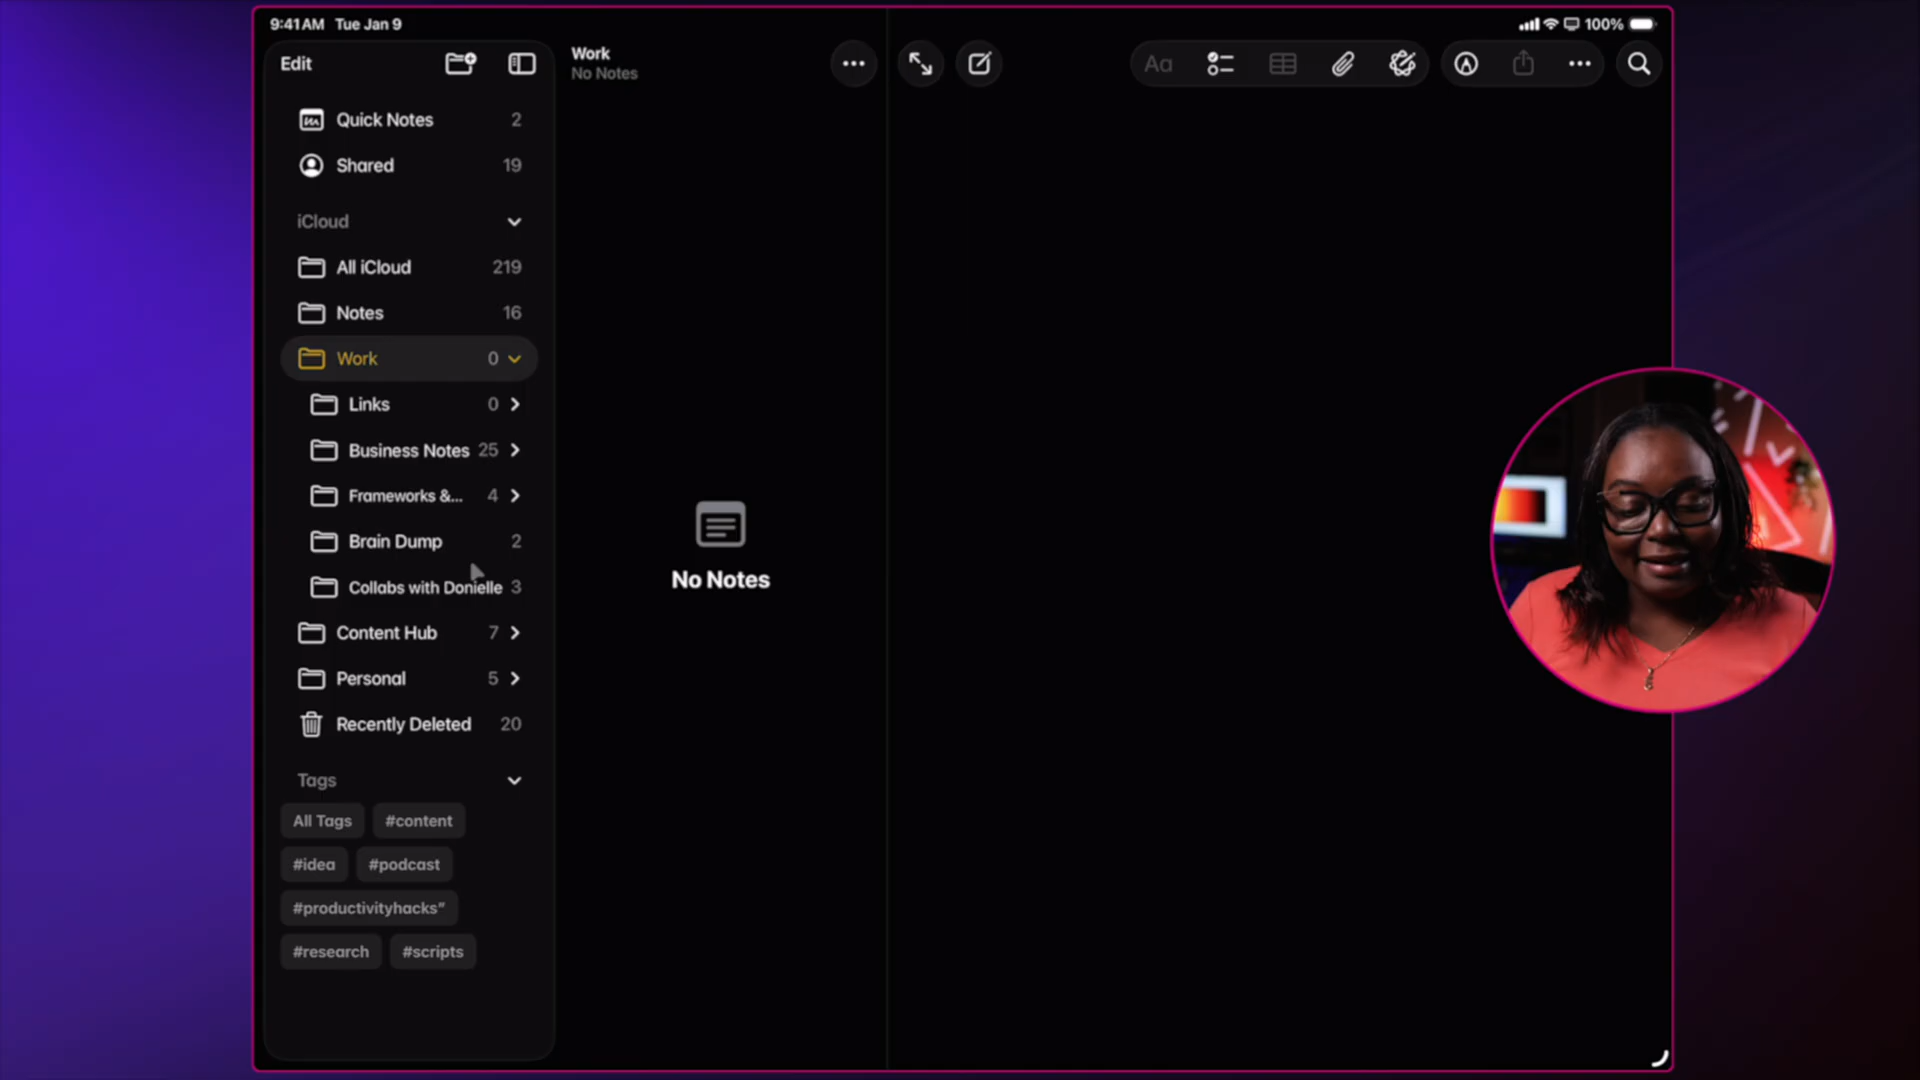 9:41 AM Tue Jan 9
100%
Edit
Work
No Notes
Aa
Quick Notes 2
Shared 19
iCloud
All iCloud 219
Notes 16
Work 0
Links 0
Business Notes 25
Frameworks &... 4
Brain Dump 2
Collabs with Donielle 3
Content Hub 7
Personal 5
Recently Deleted 20
No Notes
Tags
All Tags #content
#idea #podcast
#productivityhacks”
#research #scripts